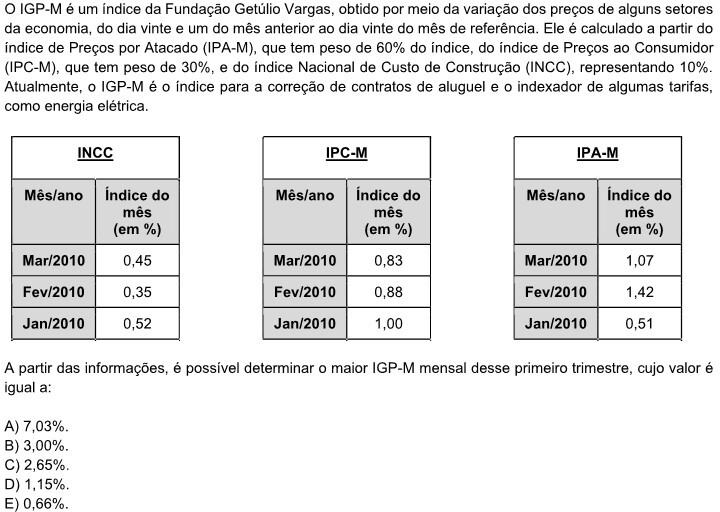 O IGP-M é um índice da Fundação Getúlio Vargas, obtido por meio da variação dos preços de alguns setores
da economia, do dia vinte e um do mês anterior ao dia vinte do mês de referência. Ele é calculado a partir do
índice de Preços por Atacado (IPA-M), que tem peso de 60% do índice, do índice de Preços ao Consumidor
(IPC-M), que tem peso de 30%, e do índice Nacional de Custo de Construção (INCC), representando 10%.
Atualmente, o IGP-M é o índice para a correção de contratos de aluguel e o indexador de algumas tarifas,
como energia elétrica.
INCC
Mês/ano Índice do
mês
(em %)
Mar/2010 0,45
Fev/2010 0,35
Jan/2010 0,52
IPC-M
Mês/ano Índice do
mês
(em %)
Mar/2010 0,83
Fev/2010 0,88
Jan/2010 1,00
IPA-M
Mês/ano Índice do
mês
(em %)
Mar/2010 1,07
Fev/2010 1,42
Jan/2010 0,51
A partir das informações, é possível determinar o maior IGP-M mensal desse primeiro trimestre, cujo valor é
igual a:
A) 7,03%.
B) 3,00%.
C) 2,65%.
D) 1,15%.
E) 0,66%.